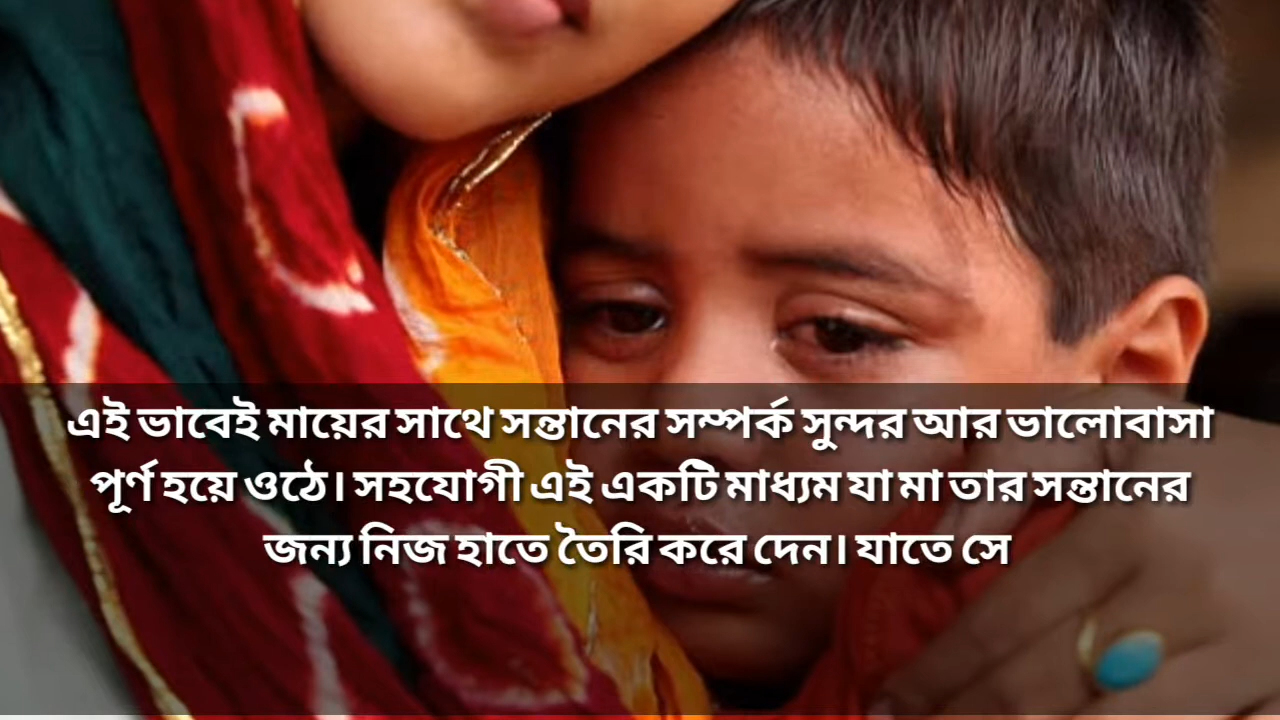 এই ভাবেই মায়ের সাথে সন্তানের সম্পর্ক সুন্দর আর ভালোবাসা
পূর্ণ হয়ে ওঠে। সহযোগী এই একটি মাধ্যম যা মা তার সন্তানের
জন্য নিজ হাতে তৈরি করে দেন। যাতে সে